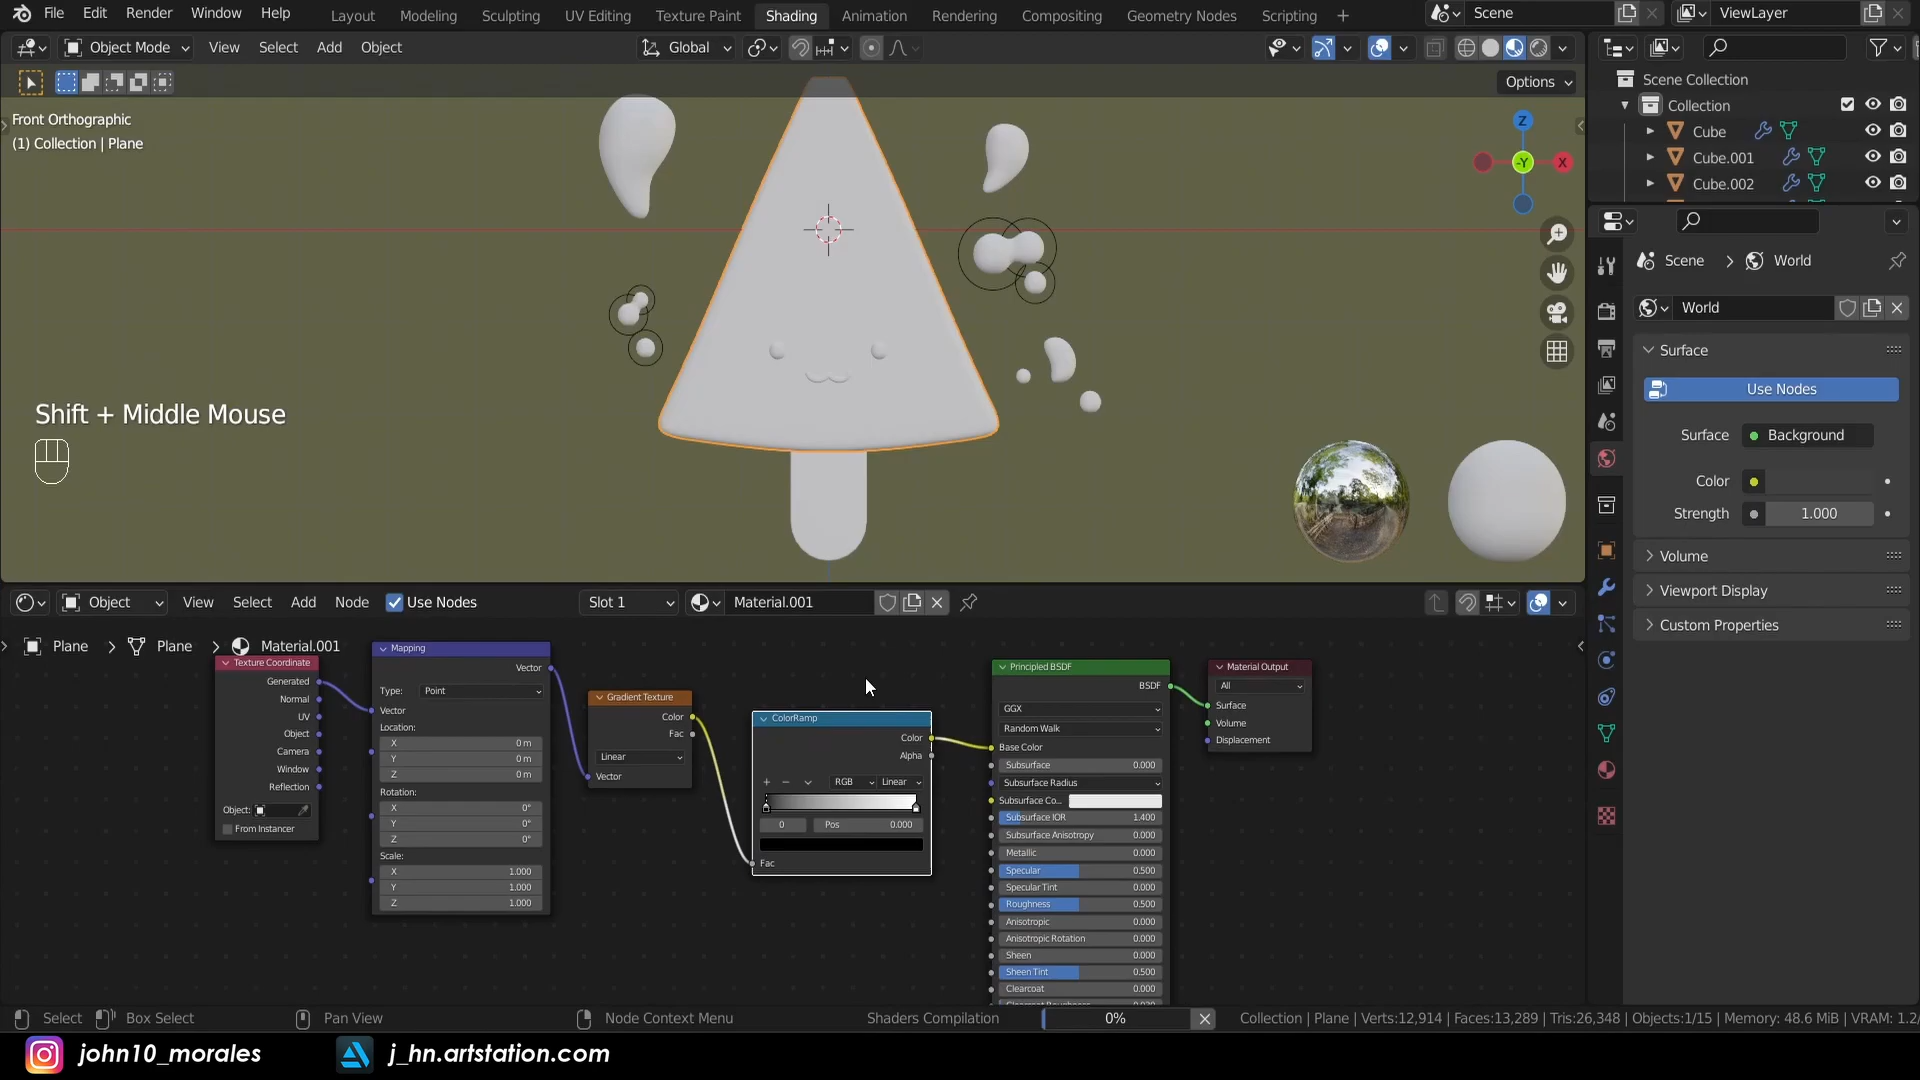 File Edit Render Window Help Layout Modeling Sculpting UV Editing Texture Paint Shading Animation Rendering Compositing Geometry Nodes Scripting + Scene ViewLayer
Object Mode View Select Add Object Global
Options
Front Orthographic
(1) Collection | Plane
Z
-Y
X
Scene Collection
Collection
Cube
Cube.001
Cube.002
Scene > World
World
Surface
Use Nodes
Surface Background
Color
Strength 1.000
Volume
Viewport Display
Custom Properties
Shift + Middle Mouse
Object View Select Add Node Use Nodes Slot 1 Material.001
Plane > Plane > Material.001
Texture Coordinate
Generated
Normal
UV
Object
Camera
Window
Reflection
Object:
From Instancer
Mapping
Vector
Type: Point
Vector
Location:
X 0 m
Y 0 m
Z 0 m
Rotation:
X 0°
Y 0°
Z 0°
Scale:
X 1.000
Y 1.000
Z 1.000
Gradient Texture
Color
Fac
Linear
Vector
ColorRamp
Color
Alpha
+ − RGB Linear
0 Pos 0.000
Fac
Principled BSDF
BSDF
GGX
Random Walk
Base Color
Subsurface 0.000
Subsurface Radius
Subsurface Co...
Subsurface IOR 1.400
Subsurface Anisotropy 0.000
Metallic 0.000
Specular 0.500
Specular Tint 0.000
Roughness 0.500
Anisotropic 0.000
Anisotropic Rotation 0.000
Sheen 0.000
Sheen Tint 0.500
Clearcoat 0.000
Material Output
All
Surface
Volume
Displacement
Select Box Select Pan View Node Context Menu Shaders Compilation 0% Collection | Plane | Verts:12,914 | Faces:13,289 | Tris:26,348 | Objects:1/15 | Memory: 48.6 MiB | VRAM: 1.2/
john10_morales j_hn.artstation.com